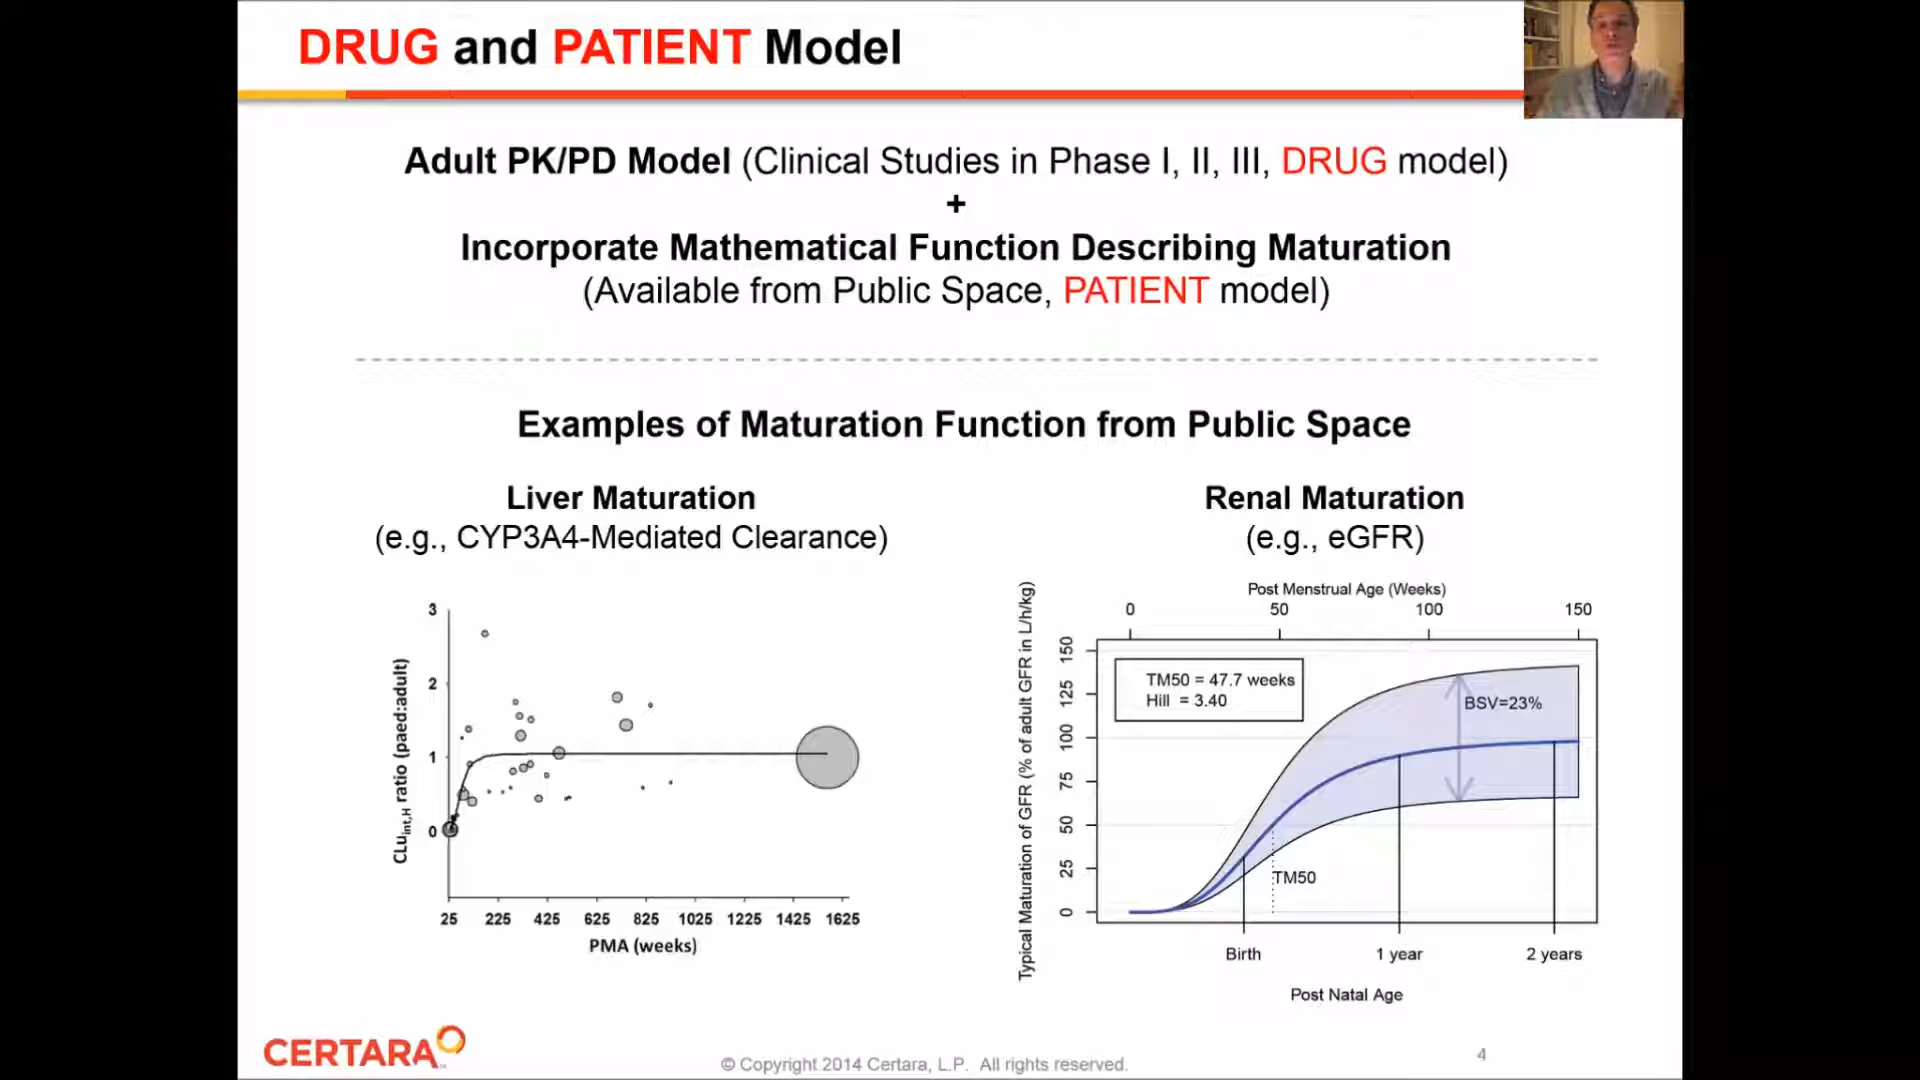 DRUG and PATIENT Model
Adult PK/PD Model (Clinical Studies in Phase I, II, III, DRUG model)
+
Incorporate Mathematical Function Describing Maturation
(Available from Public Space, PATIENT model)
Examples of Maturation Function from Public Space
Liver Maturation
(e.g., CYP3A4-Mediated Clearance)
CLuint,H ratio (paed:adult)
3
2
1
0
25 225 425 625 825 1025 1225 1425 1625
PMA (weeks)
Renal Maturation
(e.g., eGFR)
Post Menstrual Age (Weeks)
0 50 100 150
Typical Maturation of GFR (% of adult GFR in L/h/kg)
150
125
100
75
50
25
0
TM50 = 47.7 weeks
Hill = 3.40
BSV=23%
TM50
Birth 1 year 2 years
Post Natal Age
CERTARA
© Copyright 2014 Certara, L.P. All rights reserved.
4